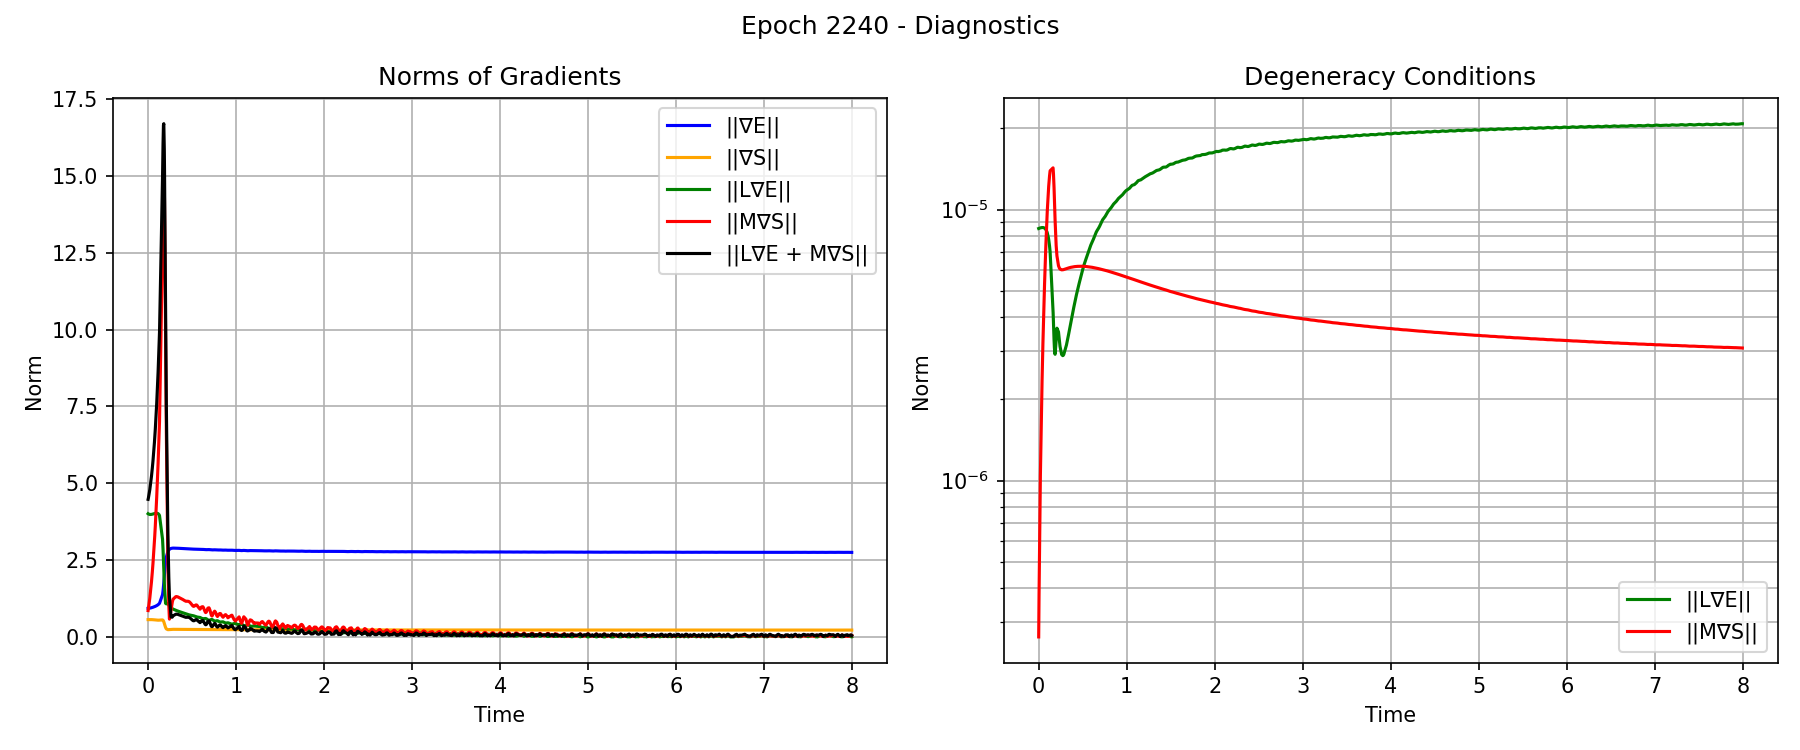 Epoch 2240 - Diagnostics
Norms of Gradients
17.5
15.0
12.5
10.0
7.5
5.0
2.5
0.0
Norm
0 1 2 3 4 5 6 7 8
Time
||∇E||
||∇S||
||L∇E||
||M∇S||
||L∇E + M∇S||
Degeneracy Conditions
10⁻⁵
10⁻⁶
Norm
0 1 2 3 4 5 6 7 8
Time
||L∇E||
||M∇S||